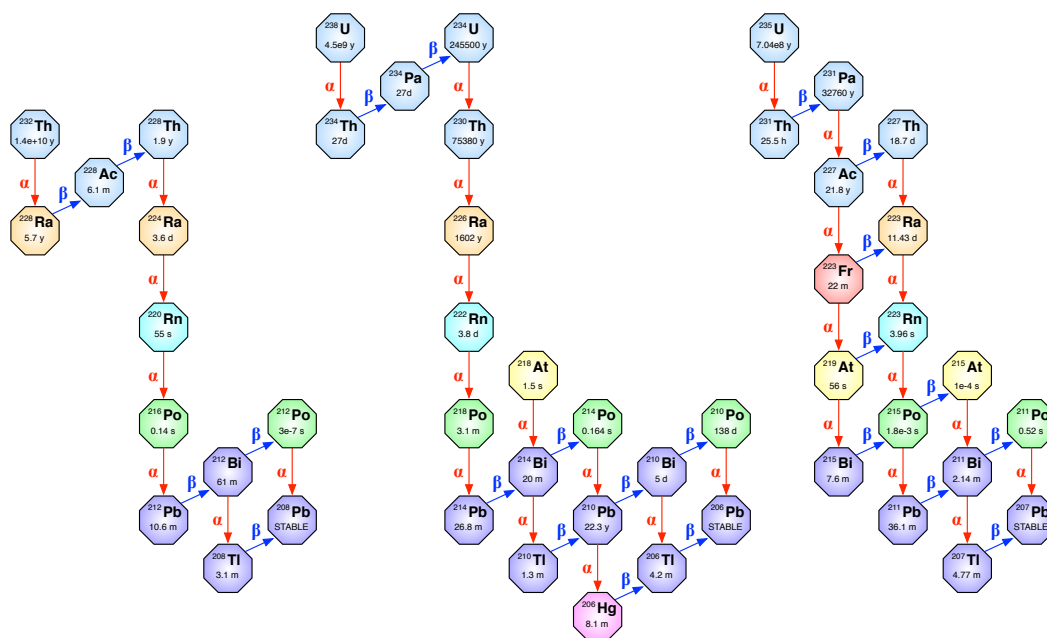 238U
4.5e9 y
234U
245500 y
235U
7.04e8 y
β
α
α
α
234Pa
27d
231Pa
32760 y
β
β
232Th
1.4e+10 y
228Th
1.9 y
234Th
27d
230Th
75380 y
231Th
25.5 h
227Th
18.7 d
β
β
α
α
α
α
α
228Ac
6.1 m
227Ac
21.8 y
β
228Ra
5.7 y
224Ra
3.6 d
226Ra
1602 y
223Ra
11.43 d
α
α
α
β
α
223Fr
22 m
220Rn
55 s
222Rn
3.8 d
223Rn
3.96 s
α
α
α
β
α
β
218At
1.5 s
219At
56 s
215At
1e-4 s
216Po
0.14 s
212Po
3e-7 s
218Po
3.1 m
214Po
0.164 s
210Po
138 d
215Po
1.8e-3 s
211Po
0.52 s
α
β
α
α
α
β
α
β
α
α
β
α
α
β
α
212Bi
61 m
214Bi
20 m
210Bi
5 d
215Bi
7.6 m
211Bi
2.14 m
β
β
β
β
212Pb
10.6 m
208Pb
STABLE
214Pb
26.8 m
210Pb
22.3 y
206Pb
STABLE
211Pb
36.1 m
207Pb
STABLE
α
β
α
β
α
β
α
β
208Tl
3.1 m
210Tl
1.3 m
206Tl
4.2 m
207Tl
4.77 m
α
β
206Hg
8.1 m